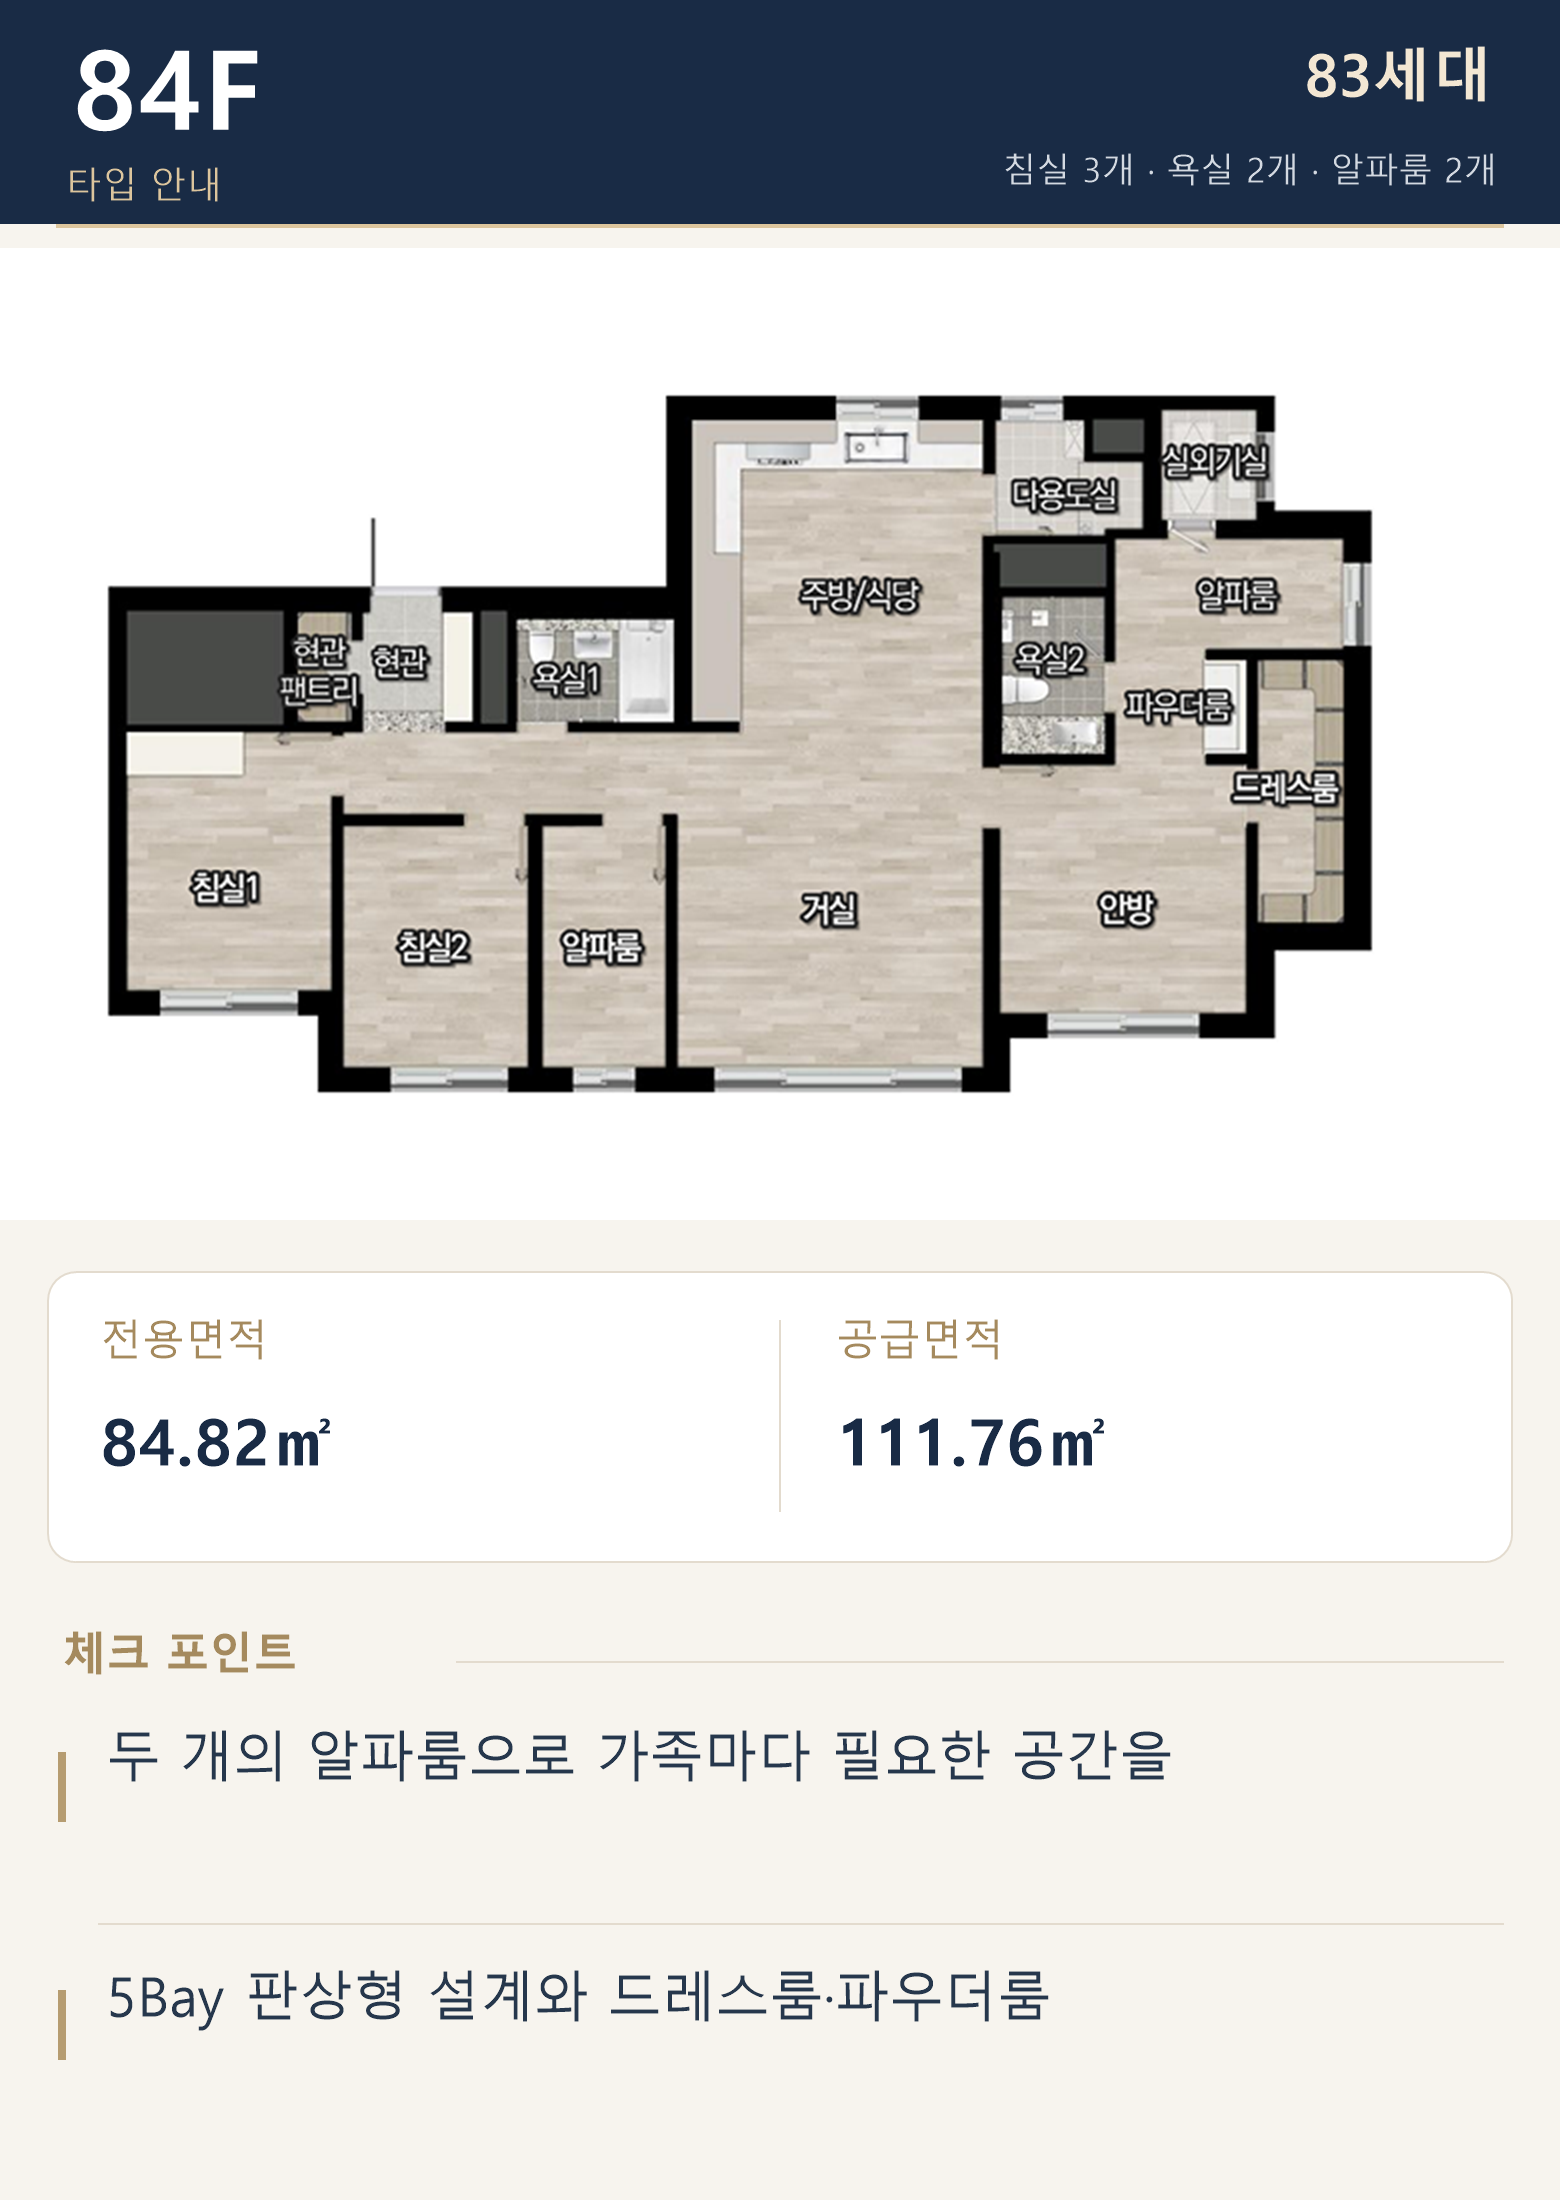 84F
타입 안내
83세대
침실 3개 · 욕실 2개 · 알파룸 2개
실외기실
다용도실
주방/식당
알파룸
현관
팬트리
현관
욕실1
욕실2
파우더룸
드레스룸
침실1
침실2
알파룸
거실
안방
전용면적
84.82㎡
공급면적
111.76㎡
체크 포인트
두 개의 알파룸으로 가족마다 필요한 공간을
5Bay 판상형 설계와 드레스룸·파우더룸